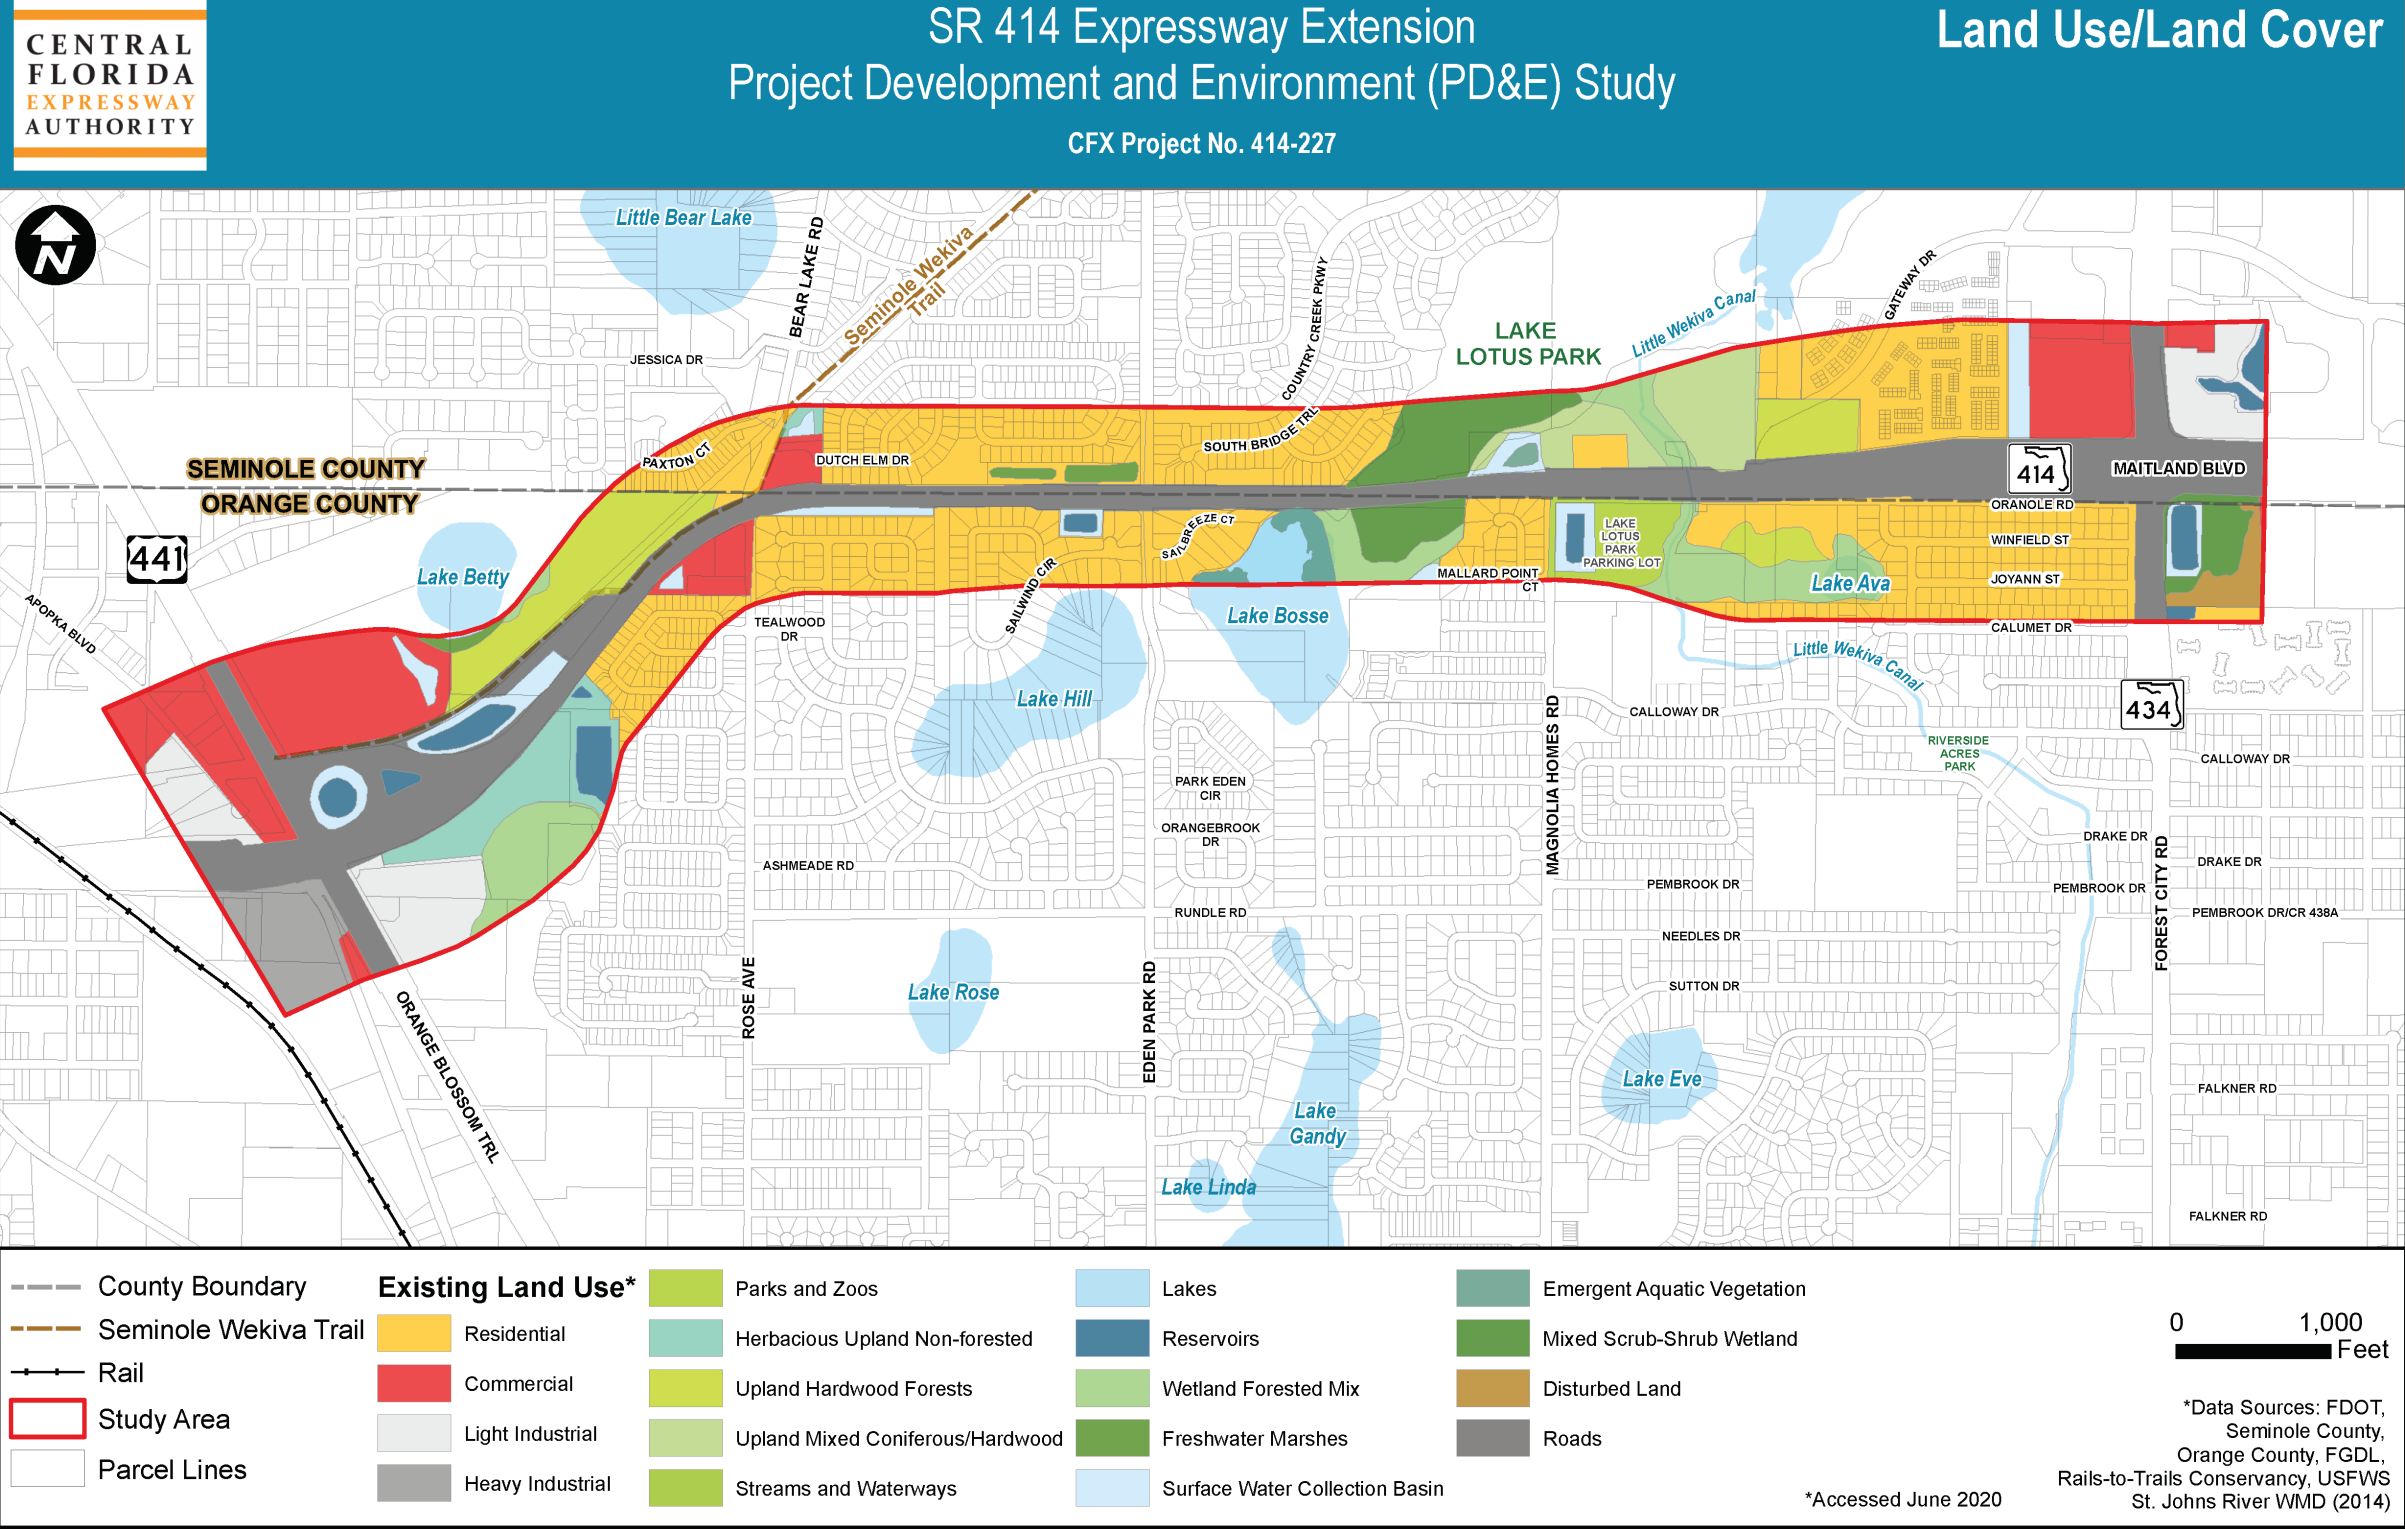 CENTRAL
FLORIDA
EXPRESSWAY
AUTHORITY
SR 414 Expressway Extension
Project Development and Environment (PD&E) Study
CFX Project No. 414-227
Land Use/Land Cover
N
Little Bear Lake
BEAR LAKE RD
Seminole Wekiva
Trail
JESSICA DR
COUNTRY CREEK PKWY
LAKE
LOTUS PARK
Little Wekiva Canal
GATEWAY DR
SEMINOLE COUNTY
ORANGE COUNTY
PAXTON CT
DUTCH ELM DR
SOUTH BRIDGE TRL
414
MAITLAND BLVD
ORANOLE RD
441
Lake Betty
SAILBREEZE CT
LAKE
LOTUS
PARK
PARKING LOT
WINFIELD ST
MALLARD POINT
CT
Lake Ava
JOYANN ST
APOPKA BLVD
TEALWOOD
DR
SAILWIND CIR
Lake Bosse
CALUMET DR
Little Wekiva Canal
Lake Hill
MAGNOLIA HOMES RD
CALLOWAY DR
434
RIVERSIDE
ACRES
PARK
CALLOWAY DR
PARK EDEN
CIR
ORANGEBROOK
DR
DRAKE DR
DRAKE DR
ASHMEADE RD
PEMBROOK DR
PEMBROOK DR
FOREST CITY RD
RUNDLE RD
PEMBROOK DR/CR 438A
NEEDLES DR
ROSE AVE
Lake Rose
EDEN PARK RD
SUTTON DR
ORANGE BLOSSOM TRL
Lake Eve
FALKNER RD
Lake
Gandy
Lake Linda
FALKNER RD
County Boundary
Seminole Wekiva Trail
Rail
Study Area
Parcel Lines
Existing Land Use*
Residential
Commercial
Light Industrial
Heavy Industrial
Parks and Zoos
Herbacious Upland Non-forested
Upland Hardwood Forests
Upland Mixed Coniferous/Hardwood
Streams and Waterways
Lakes
Reservoirs
Wetland Forested Mix
Freshwater Marshes
Surface Water Collection Basin
Emergent Aquatic Vegetation
Mixed Scrub-Shrub Wetland
Disturbed Land
Roads
0 1,000
Feet
*Data Sources: FDOT,
Seminole County,
Orange County, FGDL,
Rails-to-Trails Conservancy, USFWS
St. Johns River WMD (2014)
*Accessed June 2020